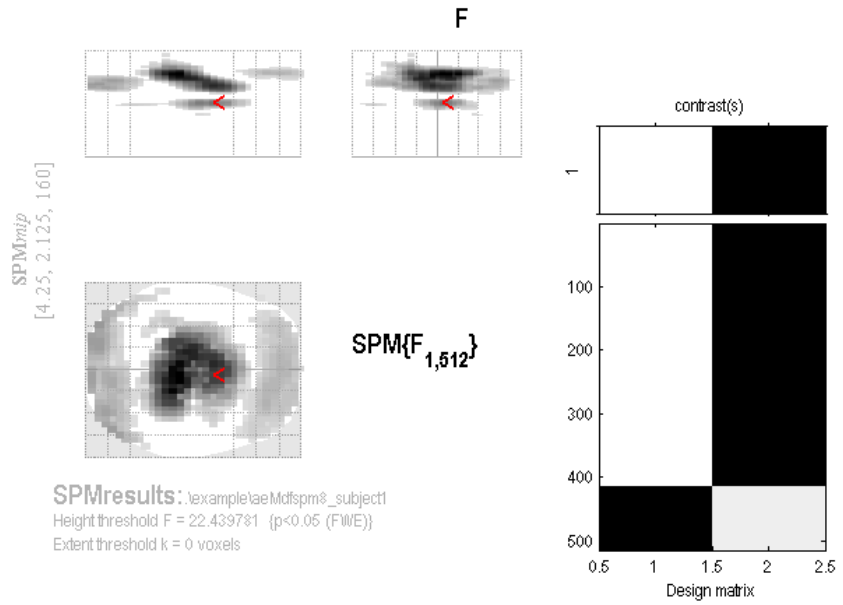 F
SPMmip
[4.25, 2.125, 160]
contrast(s)
1
SPM{F1,512}
100
200
300
400
500
0.5 1 1.5 2 2.5
Design matrix
SPMresults: .\example\aeMdfspm8_subject1
Height threshold F = 22.439781 {p<0.05 (FWE)}
Extent threshold k = 0 voxels